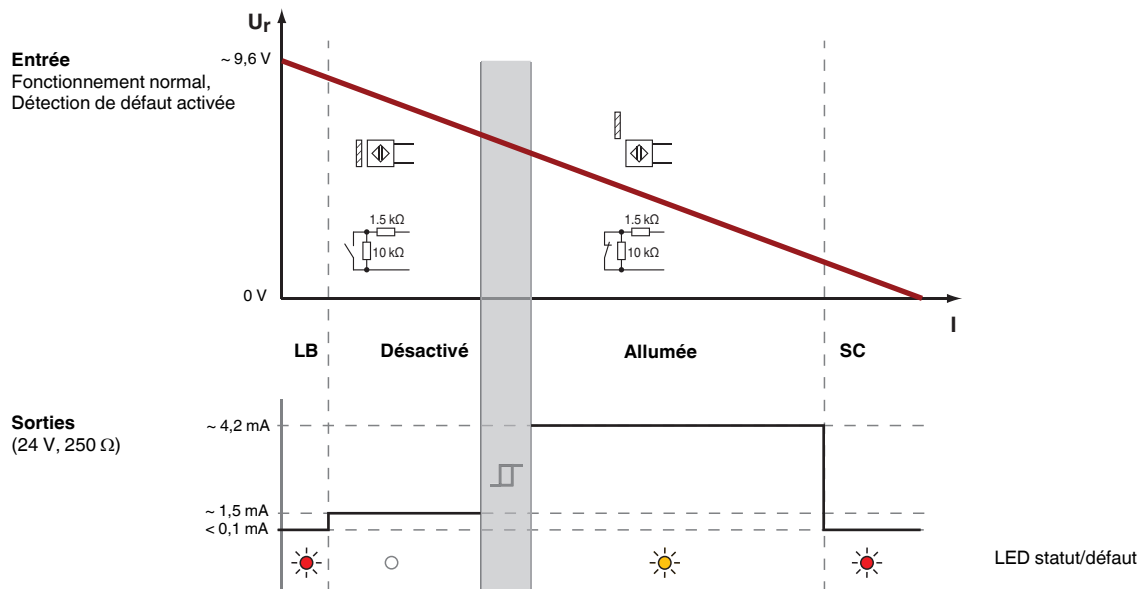 Ur
Entrée
Fonctionnement normal,
Détection de défaut activée
~ 9,6 V
1.5 kΩ
10 kΩ
1.5 kΩ
10 kΩ
0 V
I
LB
Désactivé
Allumée
SC
Sorties
(24 V, 250 Ω)
~ 4,2 mA
~ 1,5 mA
< 0,1 mA
LED statut/défaut